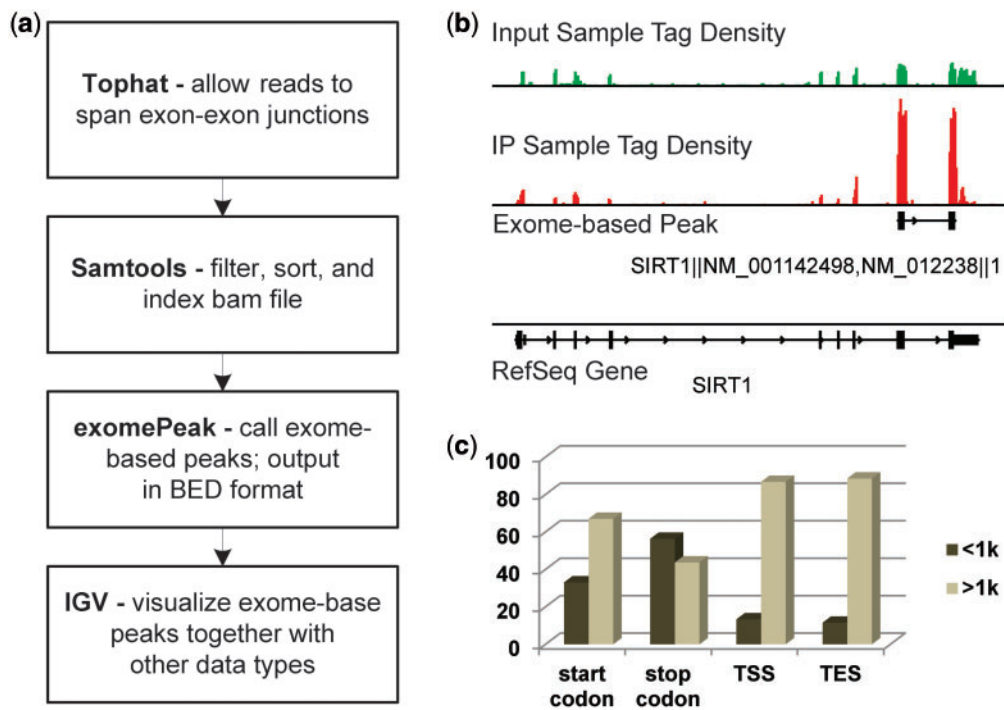 (a)
Tophat - allow reads to
span exon-exon junctions
Samtools - filter, sort, and
index bam file
exomePeak - call exome-
based peaks; output
in BED format
IGV - visualize exome-base
peaks together with
other data types
(b)
Input Sample Tag Density
IP Sample Tag Density
Exome-based Peak
SIRT1||NM_001142498,NM_012238||1
RefSeq Gene
SIRT1
(c)
100
80
60
40
20
0
start
codon
stop
codon
TSS
TES
<1k
>1k